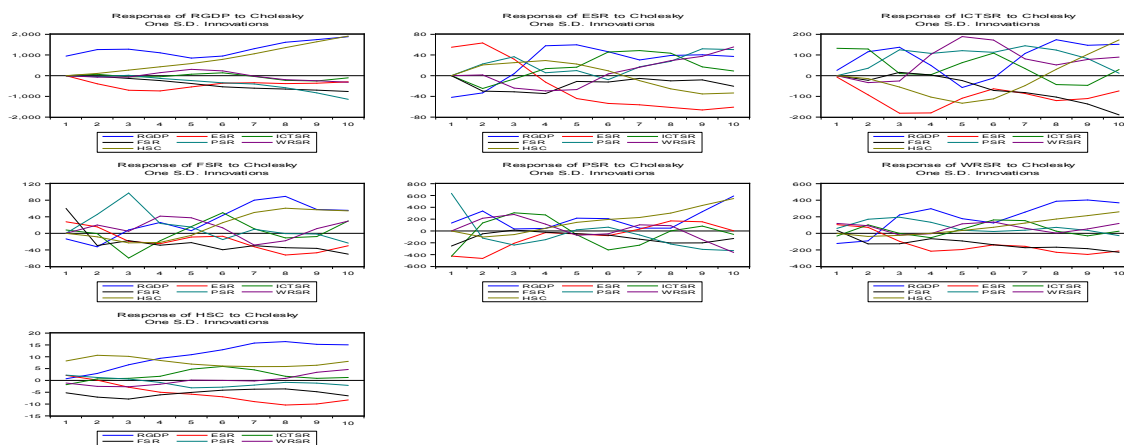 Response of RGDP to Cholesky
One S.D. Innovations
2,000
1,000
0
-1,000
-2,000
1 2 3 4 5 6 7 8 9 10
RGDP ESR ICTSR
FSR PSR WRSR
HSC
Response of ESR to Cholesky
One S.D. Innovations
80
40
0
-40
-80
1 2 3 4 5 6 7 8 9 10
RGDP ESR ICTSR
FSR PSR WRSR
HSC
Response of ICTSR to Cholesky
One S.D. Innovations
200
100
0
-100
-200
1 2 3 4 5 6 7 8 9 10
RGDP ESR ICTSR
FSR PSR WRSR
HSC
Response of FSR to Cholesky
One S.D. Innovations
120
80
40
0
-40
-80
1 2 3 4 5 6 7 8 9 10
RGDP ESR ICTSR
FSR PSR WRSR
HSC
Response of PSR to Cholesky
One S.D. Innovations
800
600
400
200
0
-200
-400
-600
1 2 3 4 5 6 7 8 9 10
RGDP ESR ICTSR
FSR PSR WRSR
HSC
Response of WRSR to Cholesky
One S.D. Innovations
600
400
200
0
-200
-400
1 2 3 4 5 6 7 8 9 10
RGDP ESR ICTSR
FSR PSR WRSR
HSC
Response of HSC to Cholesky
One S.D. Innovations
20
15
10
5
0
-5
-10
15
1 2 3 4 5 6 7 8 9 10
RGDP ESR ICTSR
FSR PSR WRSR
HSC